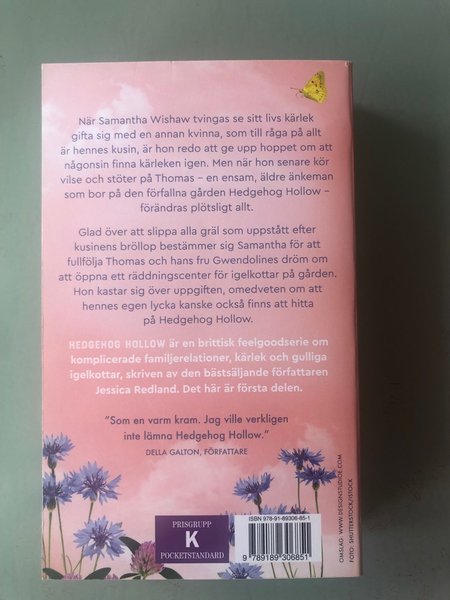 När Samantha Wishaw tvingas se sitt livs kärlek
gifta sig med en annan kvinna, som till råga på allt
är hennes kusin, är hon redo att ge upp hoppet om att
någonsin finna kärleken igen. Men när hon senare kör
vilse och stöter på Thomas – en ensam, äldre änkeman
som bor på den förfallna gården Hedgehog Hollow –
förändras plötsligt allt.
Glad över att slippa alla gräl som uppstått efter
kusinens bröllop bestämmer sig Samantha för att
fullfölja Thomas och hans fru Gwendolines dröm om
att öppna ett räddningscenter för igelkottar på gården.
Hon kastar sig över uppgiften, omedveten om att
hennes egen lycka kanske också finns att hitta
på Hedgehog Hollow.
HEDGEHOG HOLLOW är en brittisk feelgoodserie om
komplicerade familjerelationer, kärlek och gulliga
igelkottar, skriven av den bästsäljande författaren
Jessica Redland. Det här är första delen.
”Som en varm kram. Jag ville verkligen
inte lämna Hedgehog Hollow.”
DELLA GALTON, FÖRFATTARE
PRISGRUPP
K
POCKETSTANDARD
ISBN 978-91-89306-85-1
9 789189 306851
OMSLAG: WWW.DESIGNSTUDIOE.COM
FOTO: SHUTTERSTOCK/ISTOCK